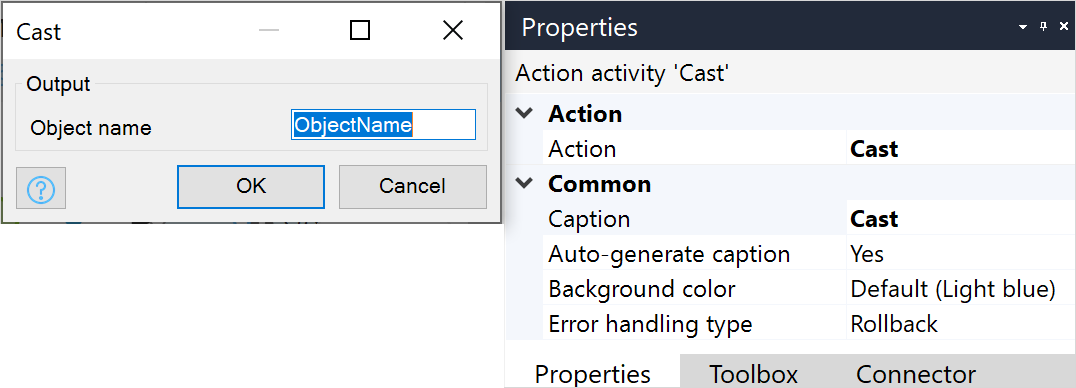 Cast
Output
Object name ObjectName
OK Cancel
Properties
Action activity 'Cast'
Action
Action Cast
Common
Caption Cast
Auto-generate caption Yes
Background color Default (Light blue)
Error handling type Rollback
Properties Toolbox Connector